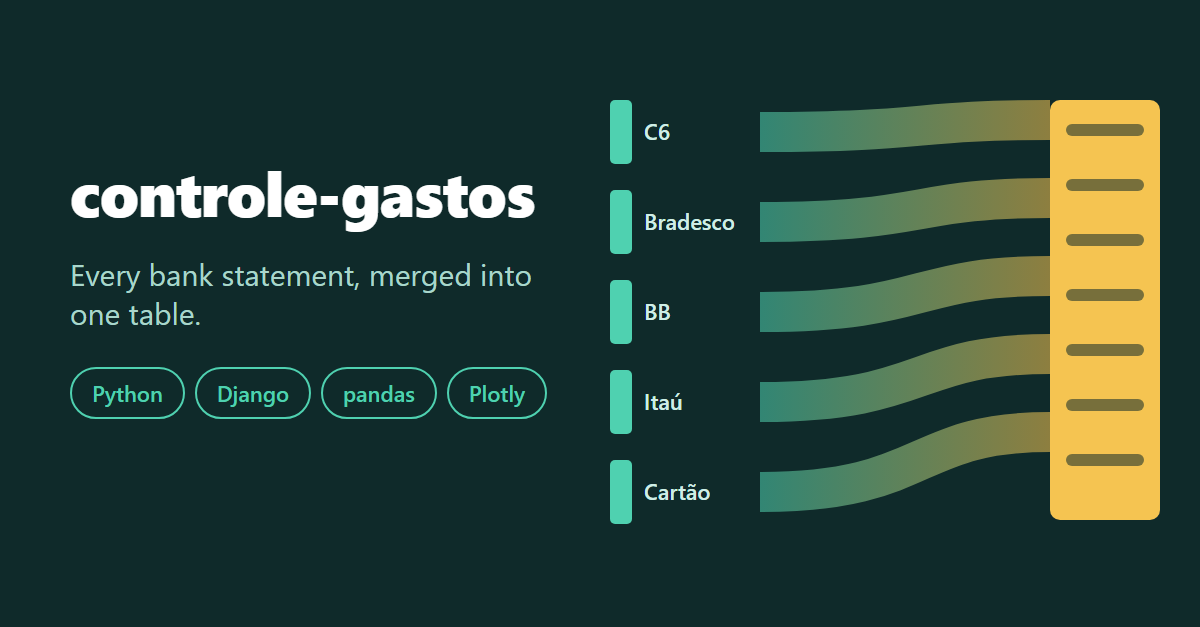 controle-gastos
Every bank statement, merged into
one table.
Python
Django
pandas
Plotly
C6
Bradesco
BB
Itaú
Cartão